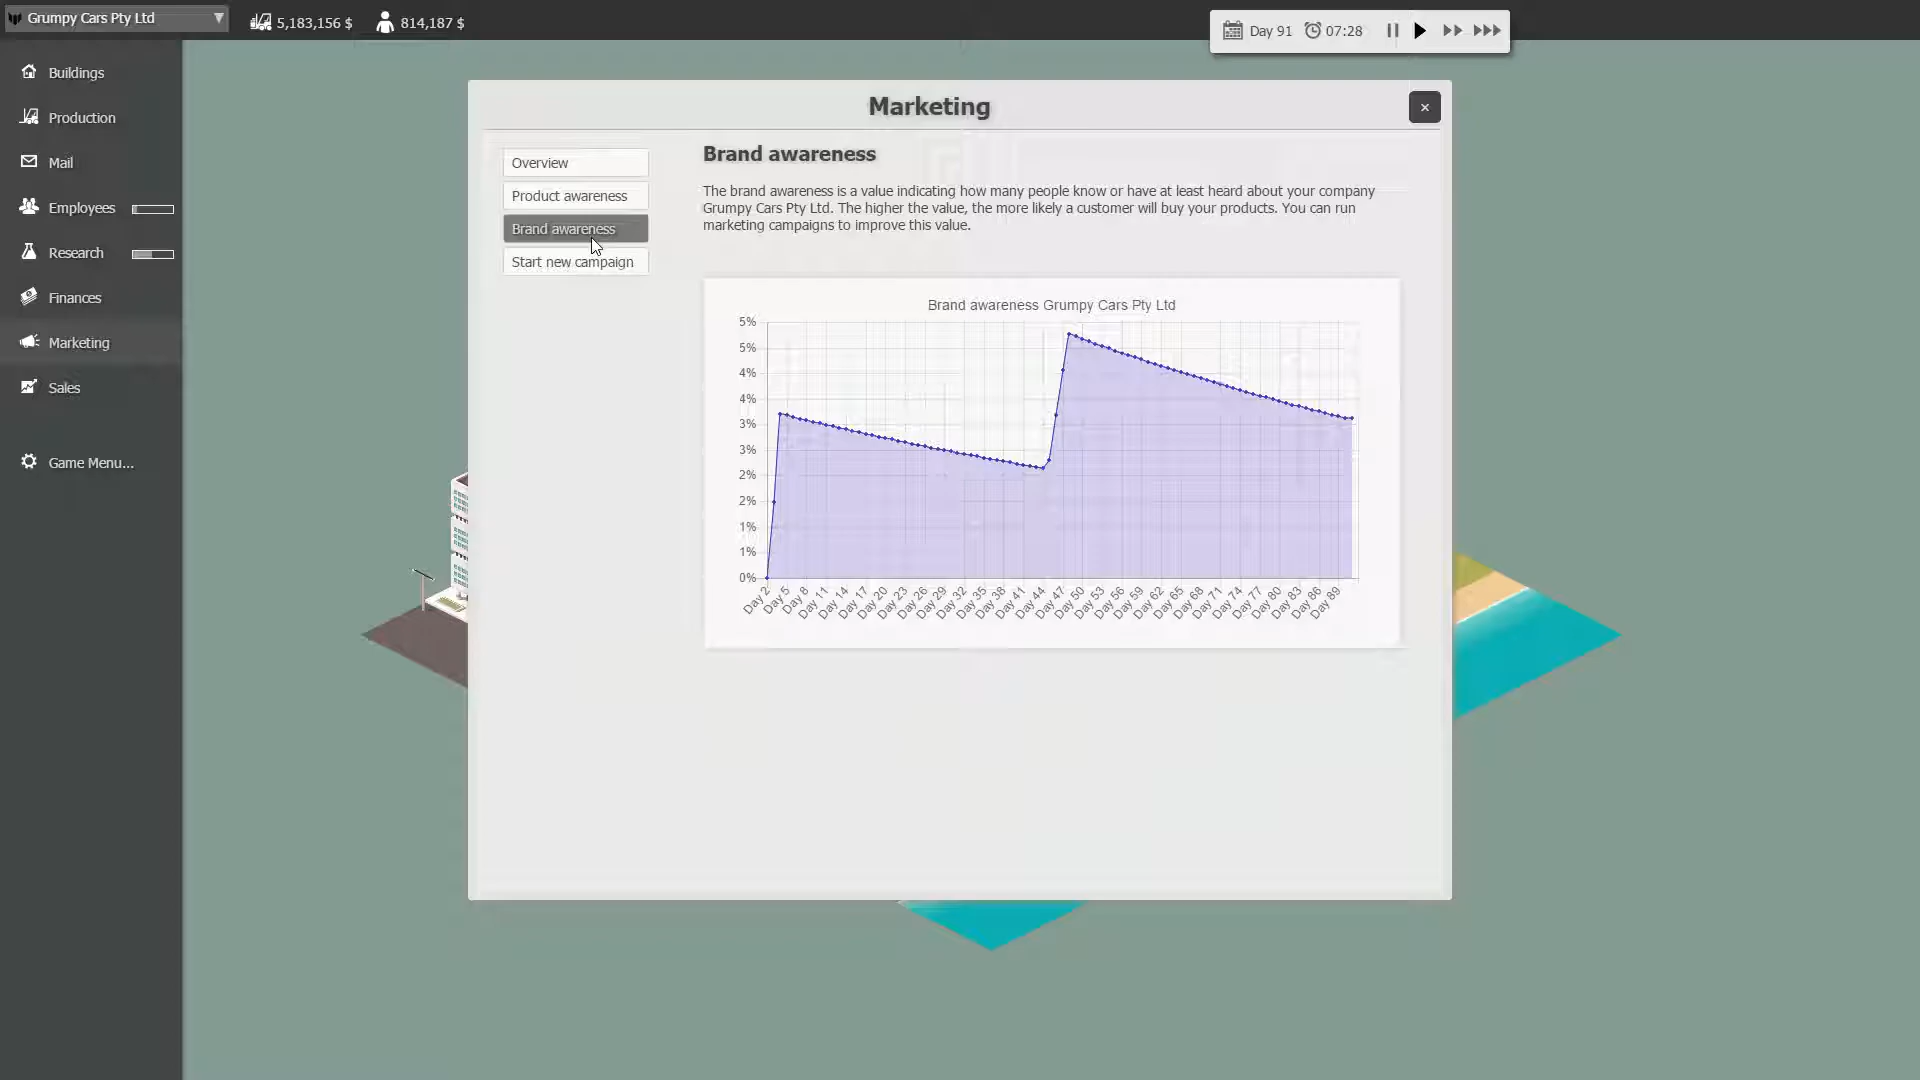 Grumpy Cars Pty Ltd
5,183,156 $
814,187 $
Day 91
07:28
Buildings
Production
Mail
Employees
Research
Finances
Marketing
Sales
Game Menu...
Marketing
×
Overview
Product awareness
Brand awareness
Start new campaign
Brand awareness
The brand awareness is a value indicating how many people know or have at least heard about your company
Grumpy Cars Pty Ltd. The higher the value, the more likely a customer will buy your products. You can run
marketing campaigns to improve this value.
Brand awareness Grumpy Cars Pty Ltd
5%
5%
4%
4%
3%
3%
2%
2%
1%
1%
0%
Day 2
Day 5
Day 8
Day 11
Day 14
Day 17
Day 20
Day 23
Day 26
Day 29
Day 32
Day 35
Day 38
Day 41
Day 44
Day 47
Day 50
Day 53
Day 56
Day 59
Day 62
Day 65
Day 68
Day 71
Day 74
Day 77
Day 80
Day 83
Day 86
Day 89